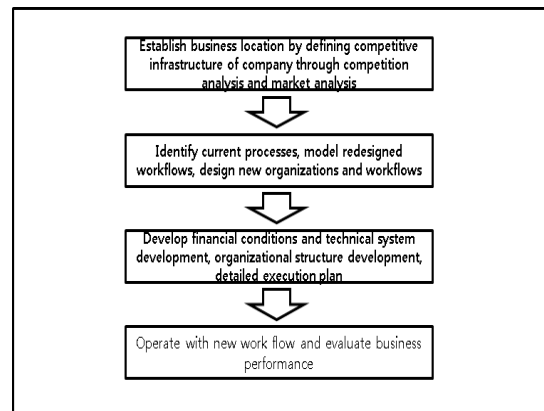 Establish business location by defining competitive
infrastructure of company through competition
analysis and market analysis
Identify current processes, model redesigned
workflows, design new organizations and workflows
Develop financial conditions and technical system
development, organizational structure development,
detailed execution plan
Operate with new work flow and evaluate business
performance